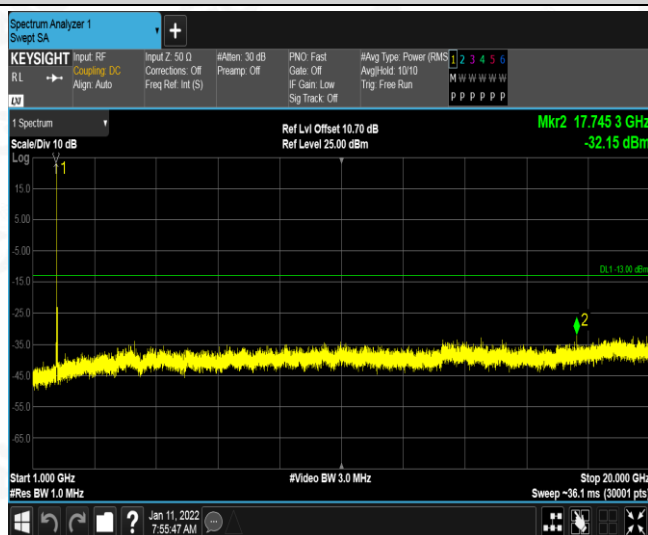 Spectrum Analyzer 1
Swept SA
+
KEYSIGHT Input: RF Input Z: 50 Ω #Atten: 30 dB PNO: Fast #Avg Type: Power (RMS 1 2 3 4 5 6
RL Coupling: DC Corrections: Off Preamp: Off Gate: Off Avg|Hold: 10/10 M W W W W W
Align: Auto Freq Ref: Int (S) IF Gain: Low Trig: Free Run
Sig Track: Off P P P P P P
LXI
1 Spectrum Ref Lvl Offset 10.70 dB Mkr2 17.745 3 GHz
Scale/Div 10 dB Ref Level 25.00 dBm -32.15 dBm
Log
1
15.0
5.00
-5.00
DL1 -13.00 dBm
-15.0
-25.0
2
-35.0
-45.0
-55.0
-65.0
Start 1.000 GHz #Video BW 3.0 MHz Stop 20.000 GHz
#Res BW 1.0 MHz Sweep ~36.1 ms (30001 pts)
? Jan 11, 2022
7:55:47 AM